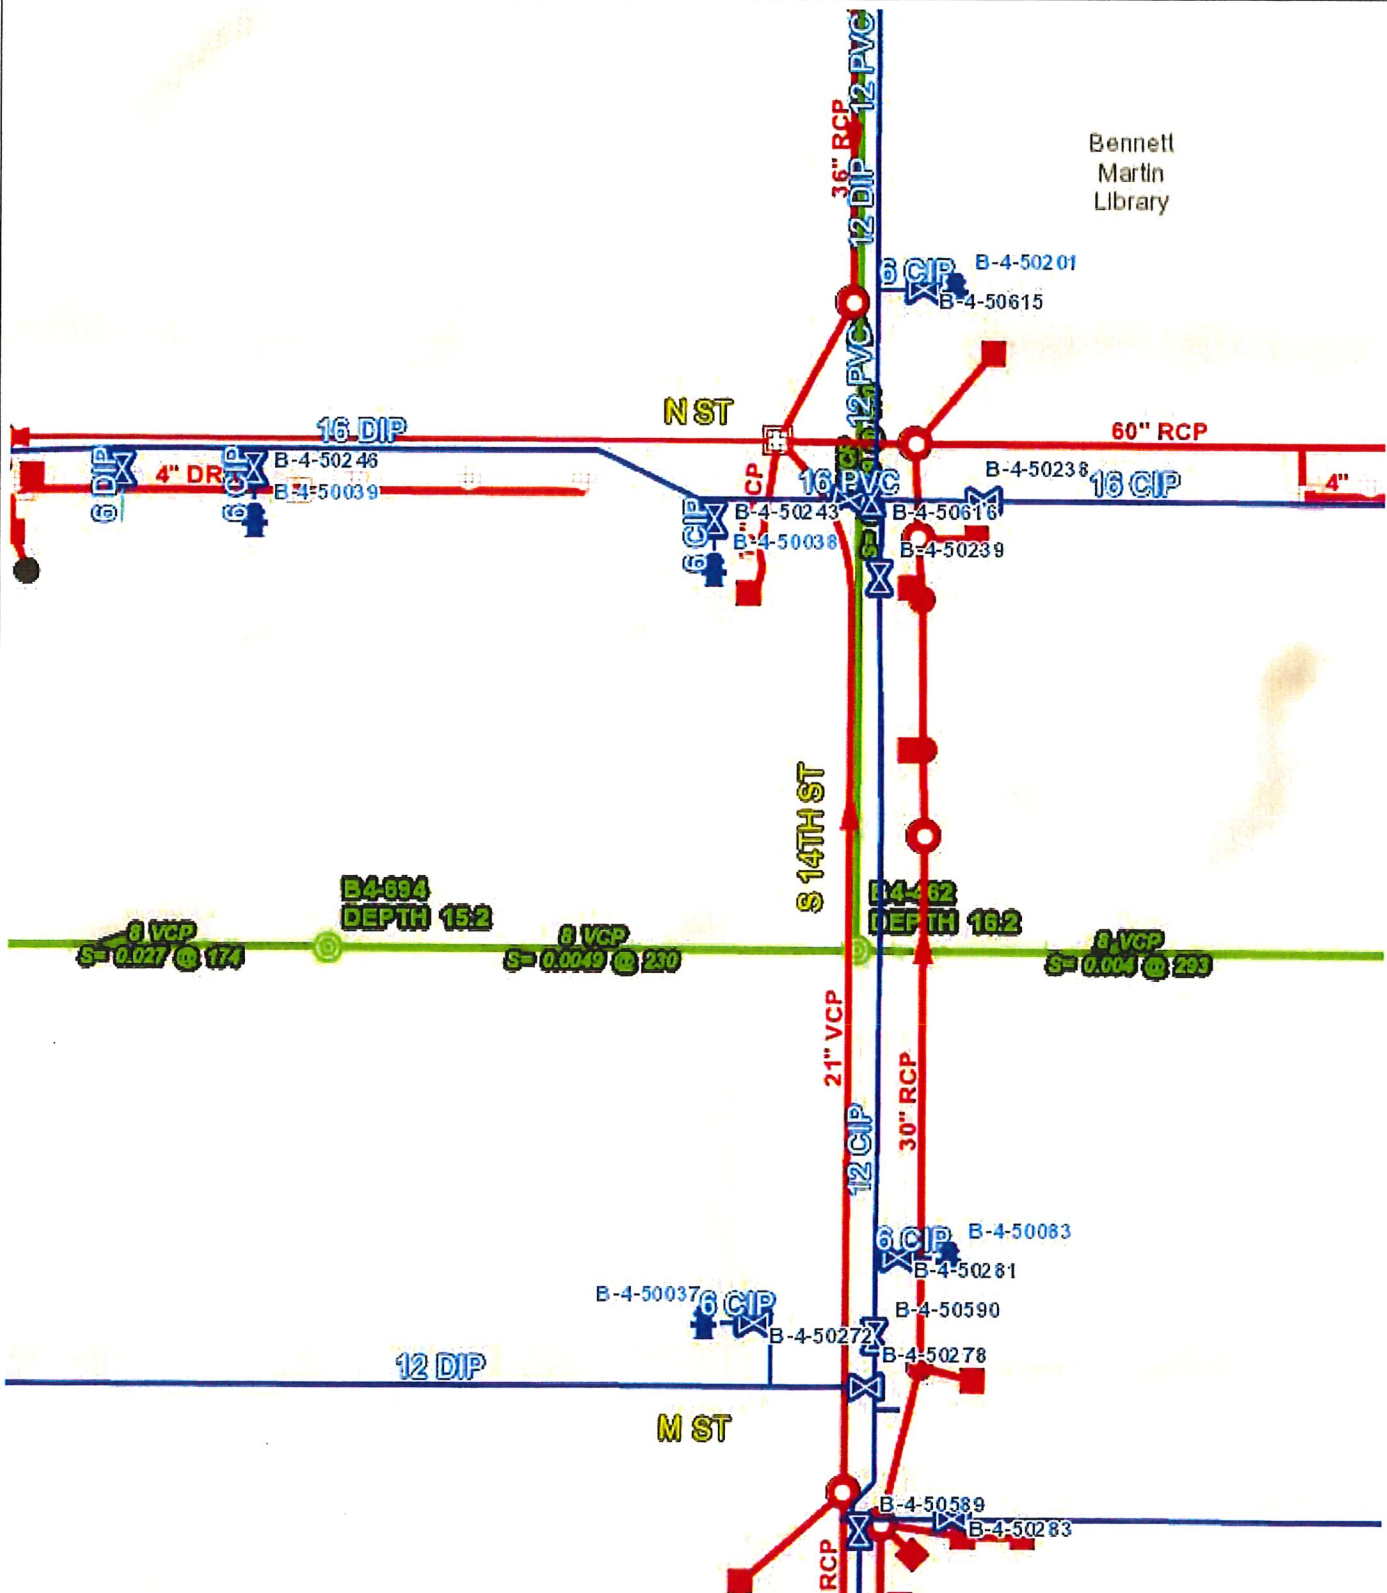 12 PVC
36" RCP
12 DIP
Bennett
Martin
Library
6 CIP
B-4-50201
B-4-50615
12 PVC
N ST
16 DIP
60" RCP
6 DIP
4" DR
6 CIP
B-4-50246
B-4-50039
16 PVC
B-4-50238
16 CIP
4"
6 CIP
B-4-50243
B-4-50616
B-4-50038
B-4-50239
S 14TH ST
B4-694
DEPTH 15.2
DEPTH 16.2
8 VCP
S= 0.027 @ 174
8 VCP
S= 0.0049 @ 230
8 VCP
S= 0.004 @ 293
21" VCP
30" RCP
12 CIP
6 CIP
B-4-50083
B-4-50281
B-4-50037
6 CIP
B-4-50590
B-4-50272
B-4-50278
12 DIP
M ST
B-4-50589
B-4-50283
RCP